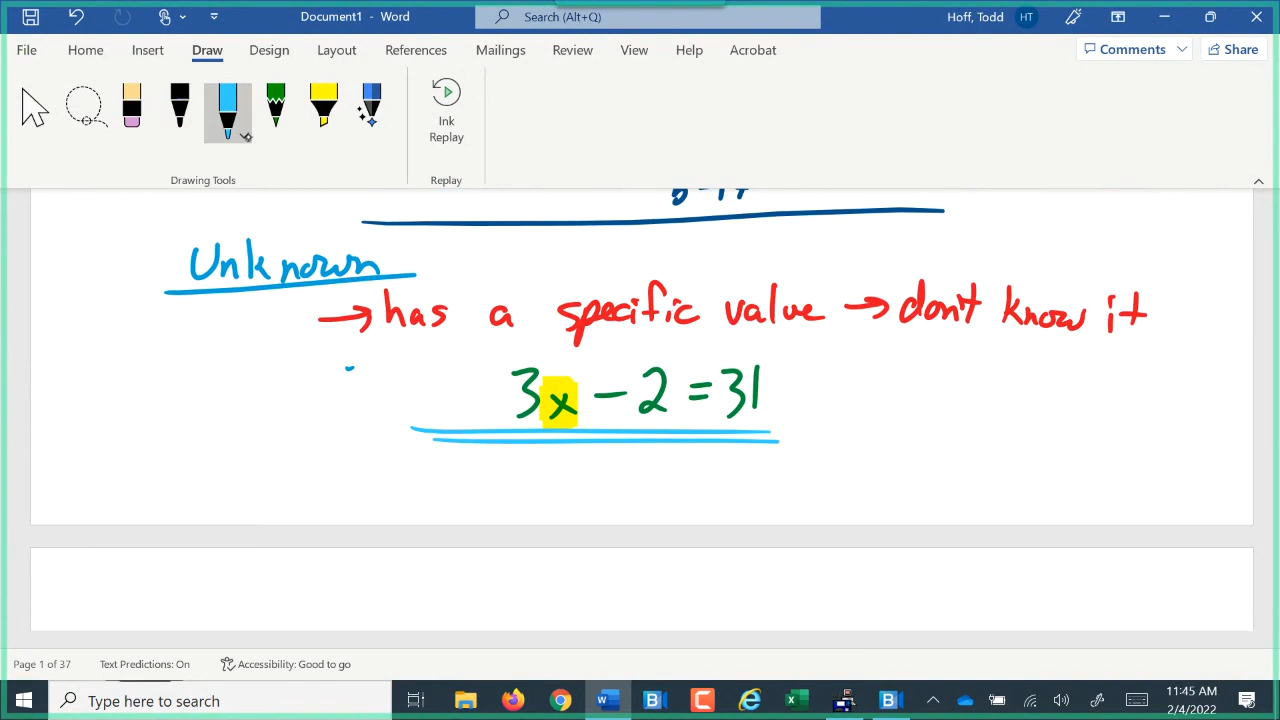 Document1 - Word
Search (Alt+Q)
Hoff, Todd HT
File Home Insert Draw Design Layout References Mailings Review View Help Acrobat Comments Share
Ink Replay
Drawing Tools Replay
Unknown
→ has a specific value → don't know it
3x - 2 = 31
Page 1 of 37 Text Predictions: On Accessibility: Good to go
Type here to search
11:45 AM
2/4/2022